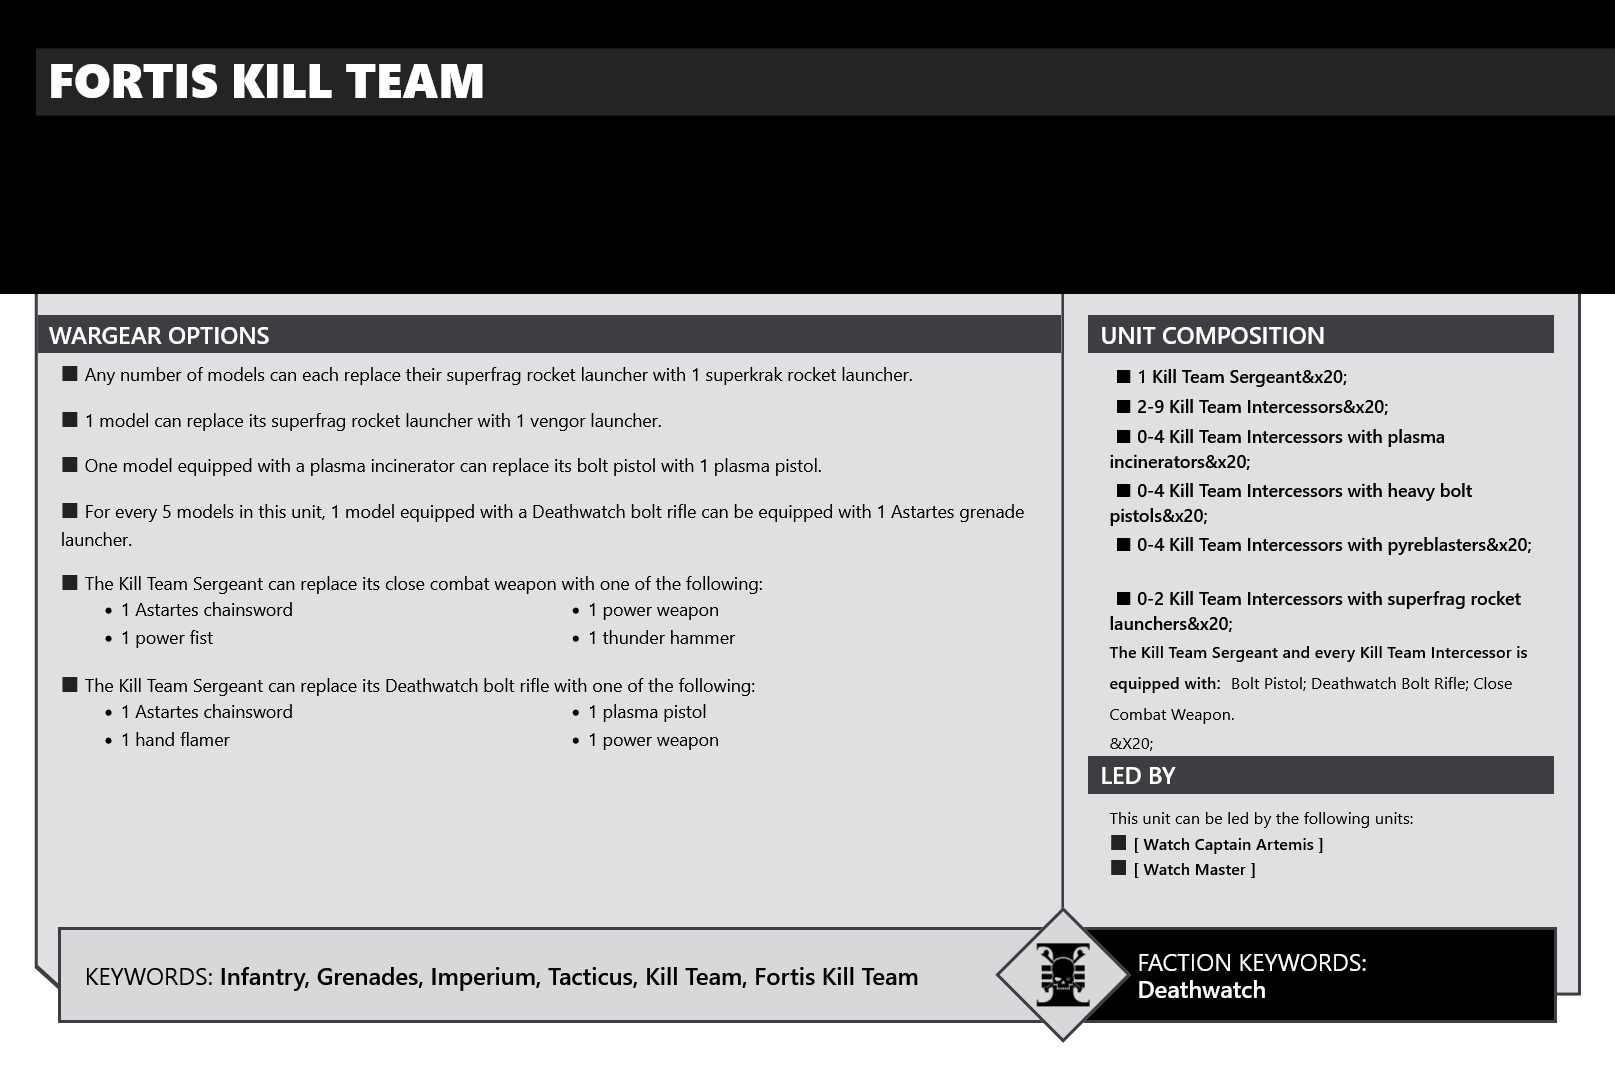 FORTIS KILL TEAM
WARGEAR OPTIONS
■ Any number of models can each replace their superfrag rocket launcher with 1 superkrak rocket launcher.
■ 1 model can replace its superfrag rocket launcher with 1 vengor launcher.
■ One model equipped with a plasma incinerator can replace its bolt pistol with 1 plasma pistol.
■ For every 5 models in this unit, 1 model equipped with a Deathwatch bolt rifle can be equipped with 1 Astartes grenade
launcher.
■ The Kill Team Sergeant can replace its close combat weapon with one of the following:
• 1 Astartes chainsword
• 1 power fist
• 1 power weapon
• 1 thunder hammer
■ The Kill Team Sergeant can replace its Deathwatch bolt rifle with one of the following:
• 1 Astartes chainsword
• 1 hand flamer
• 1 plasma pistol
• 1 power weapon
UNIT COMPOSITION
■ 1 Kill Team Sergeant&x20;
■ 2-9 Kill Team Intercessors&x20;
■ 0-4 Kill Team Intercessors with plasma
incinerators&x20;
■ 0-4 Kill Team Intercessors with heavy bolt
pistols&x20;
■ 0-4 Kill Team Intercessors with pyreblasters&x20;
■ 0-2 Kill Team Intercessors with superfrag rocket
launchers&x20;
The Kill Team Sergeant and every Kill Team Intercessor is
equipped with: Bolt Pistol; Deathwatch Bolt Rifle; Close
Combat Weapon.
&X20;
LED BY
This unit can be led by the following units:
■ [ Watch Captain Artemis ]
■ [ Watch Master ]
KEYWORDS: Infantry, Grenades, Imperium, Tacticus, Kill Team, Fortis Kill Team
FACTION KEYWORDS:
Deathwatch